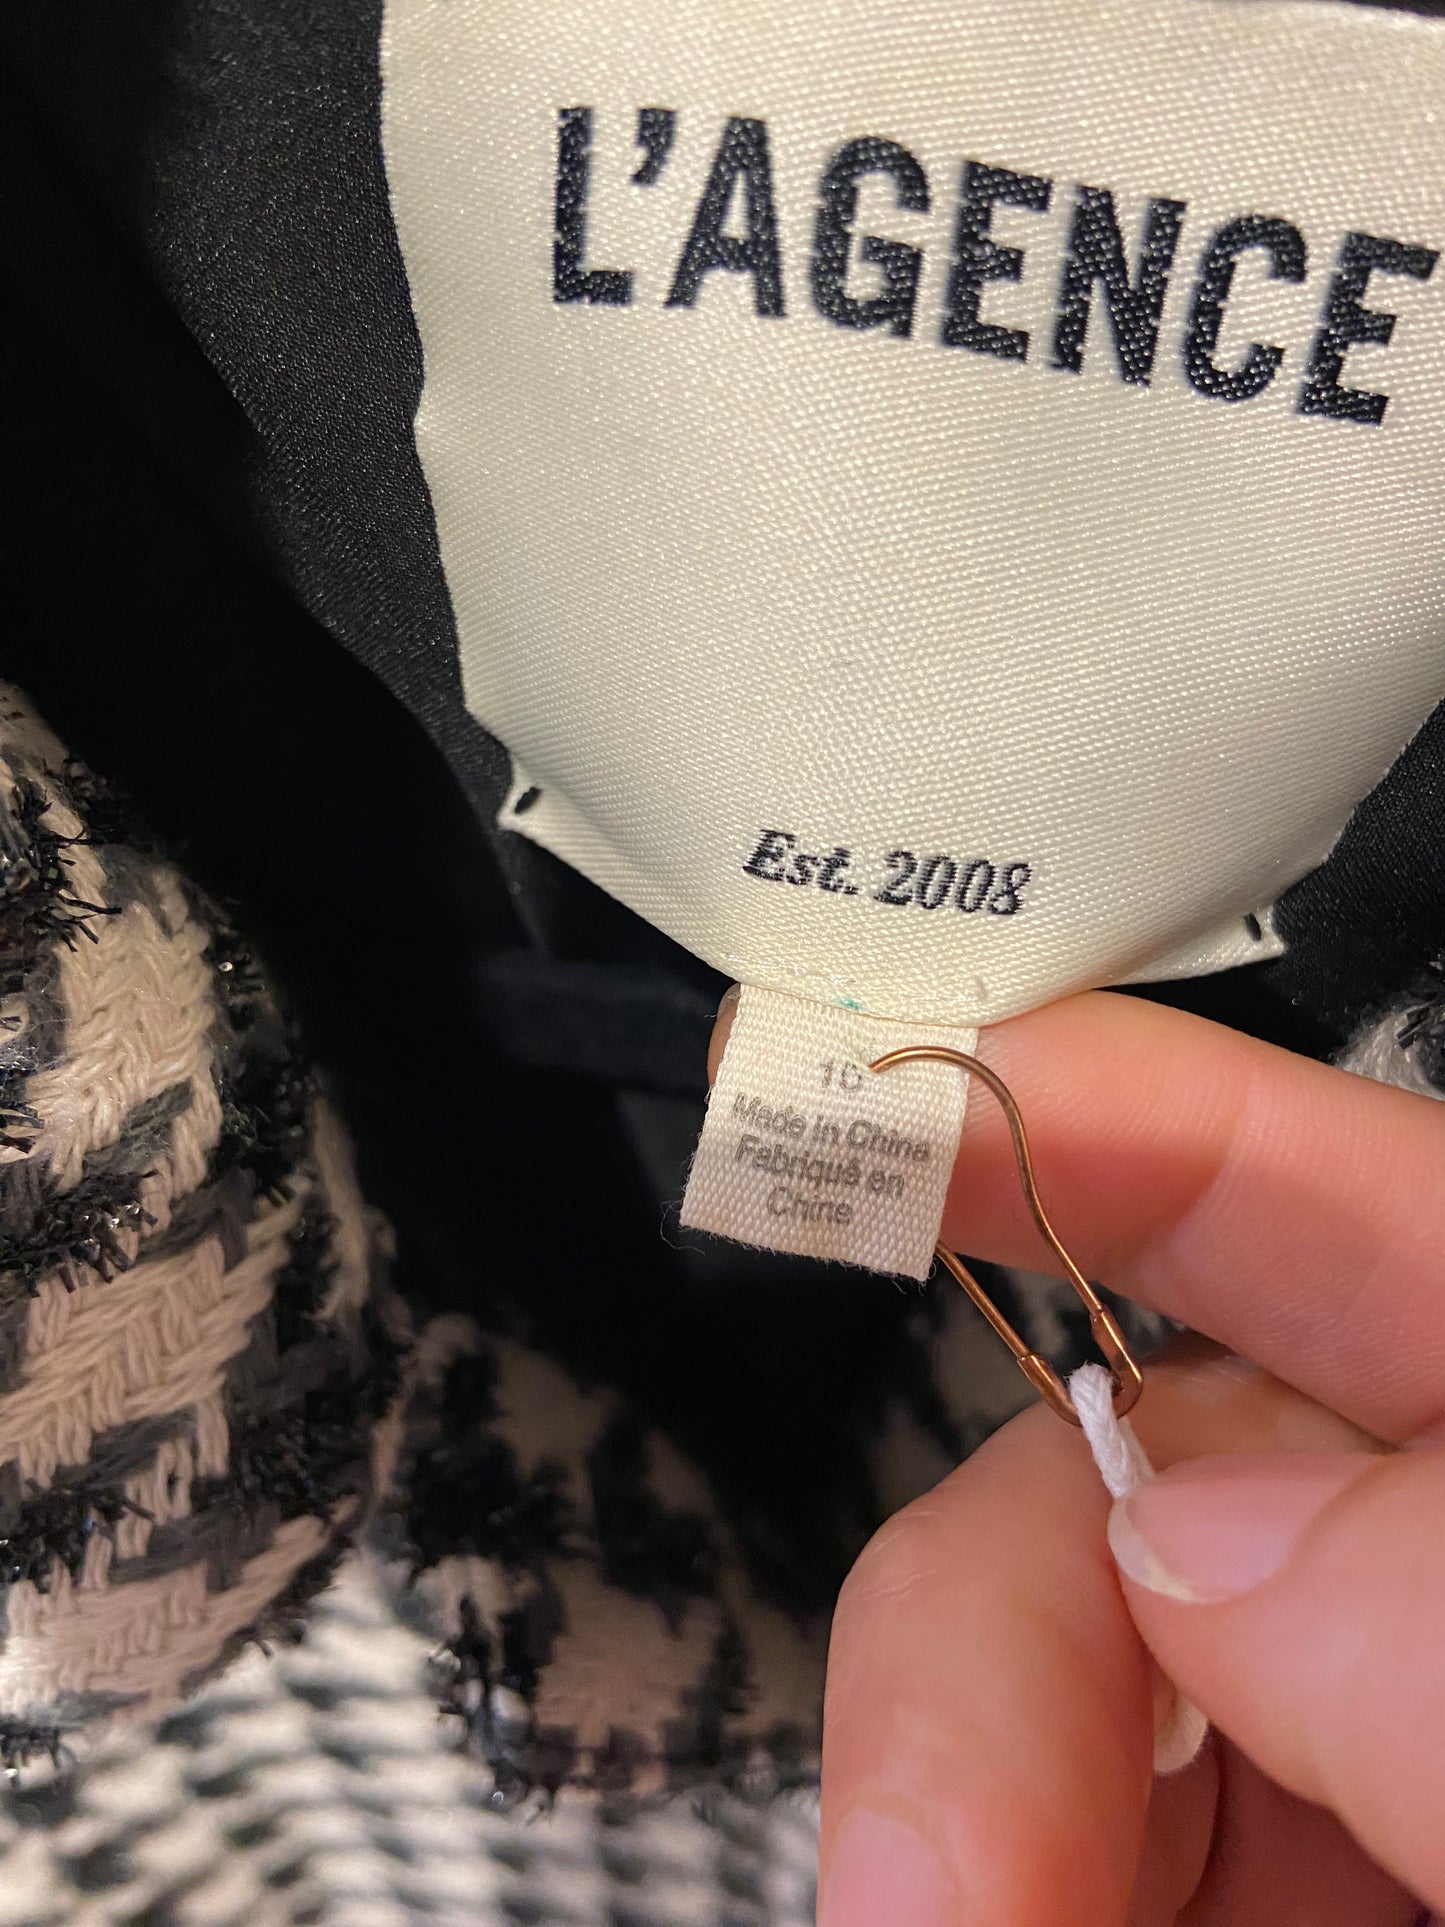 L'AGENCE
Est. 2008
10
Made in China
Fabriqué en
Chine